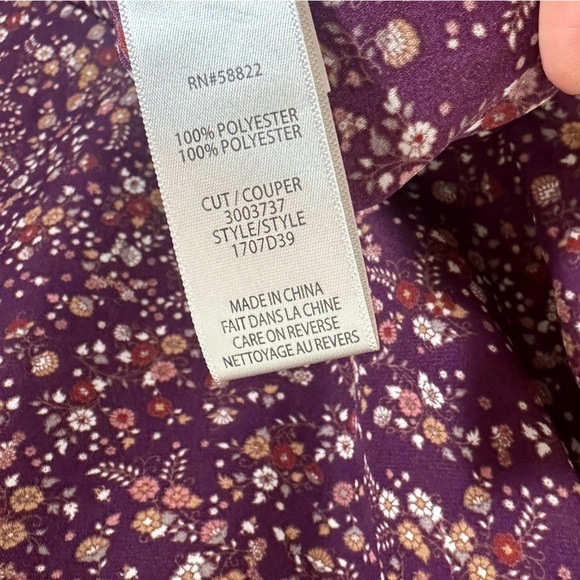 RN#58822
100% POLYESTER
100% POLYESTER
CUT / COUPER
3003737
STYLE/STYLE
1707D39
MADE IN CHINA
FAIT DANS LA CHINE
CARE ON REVERSE
NETTOYAGE AU REVERS